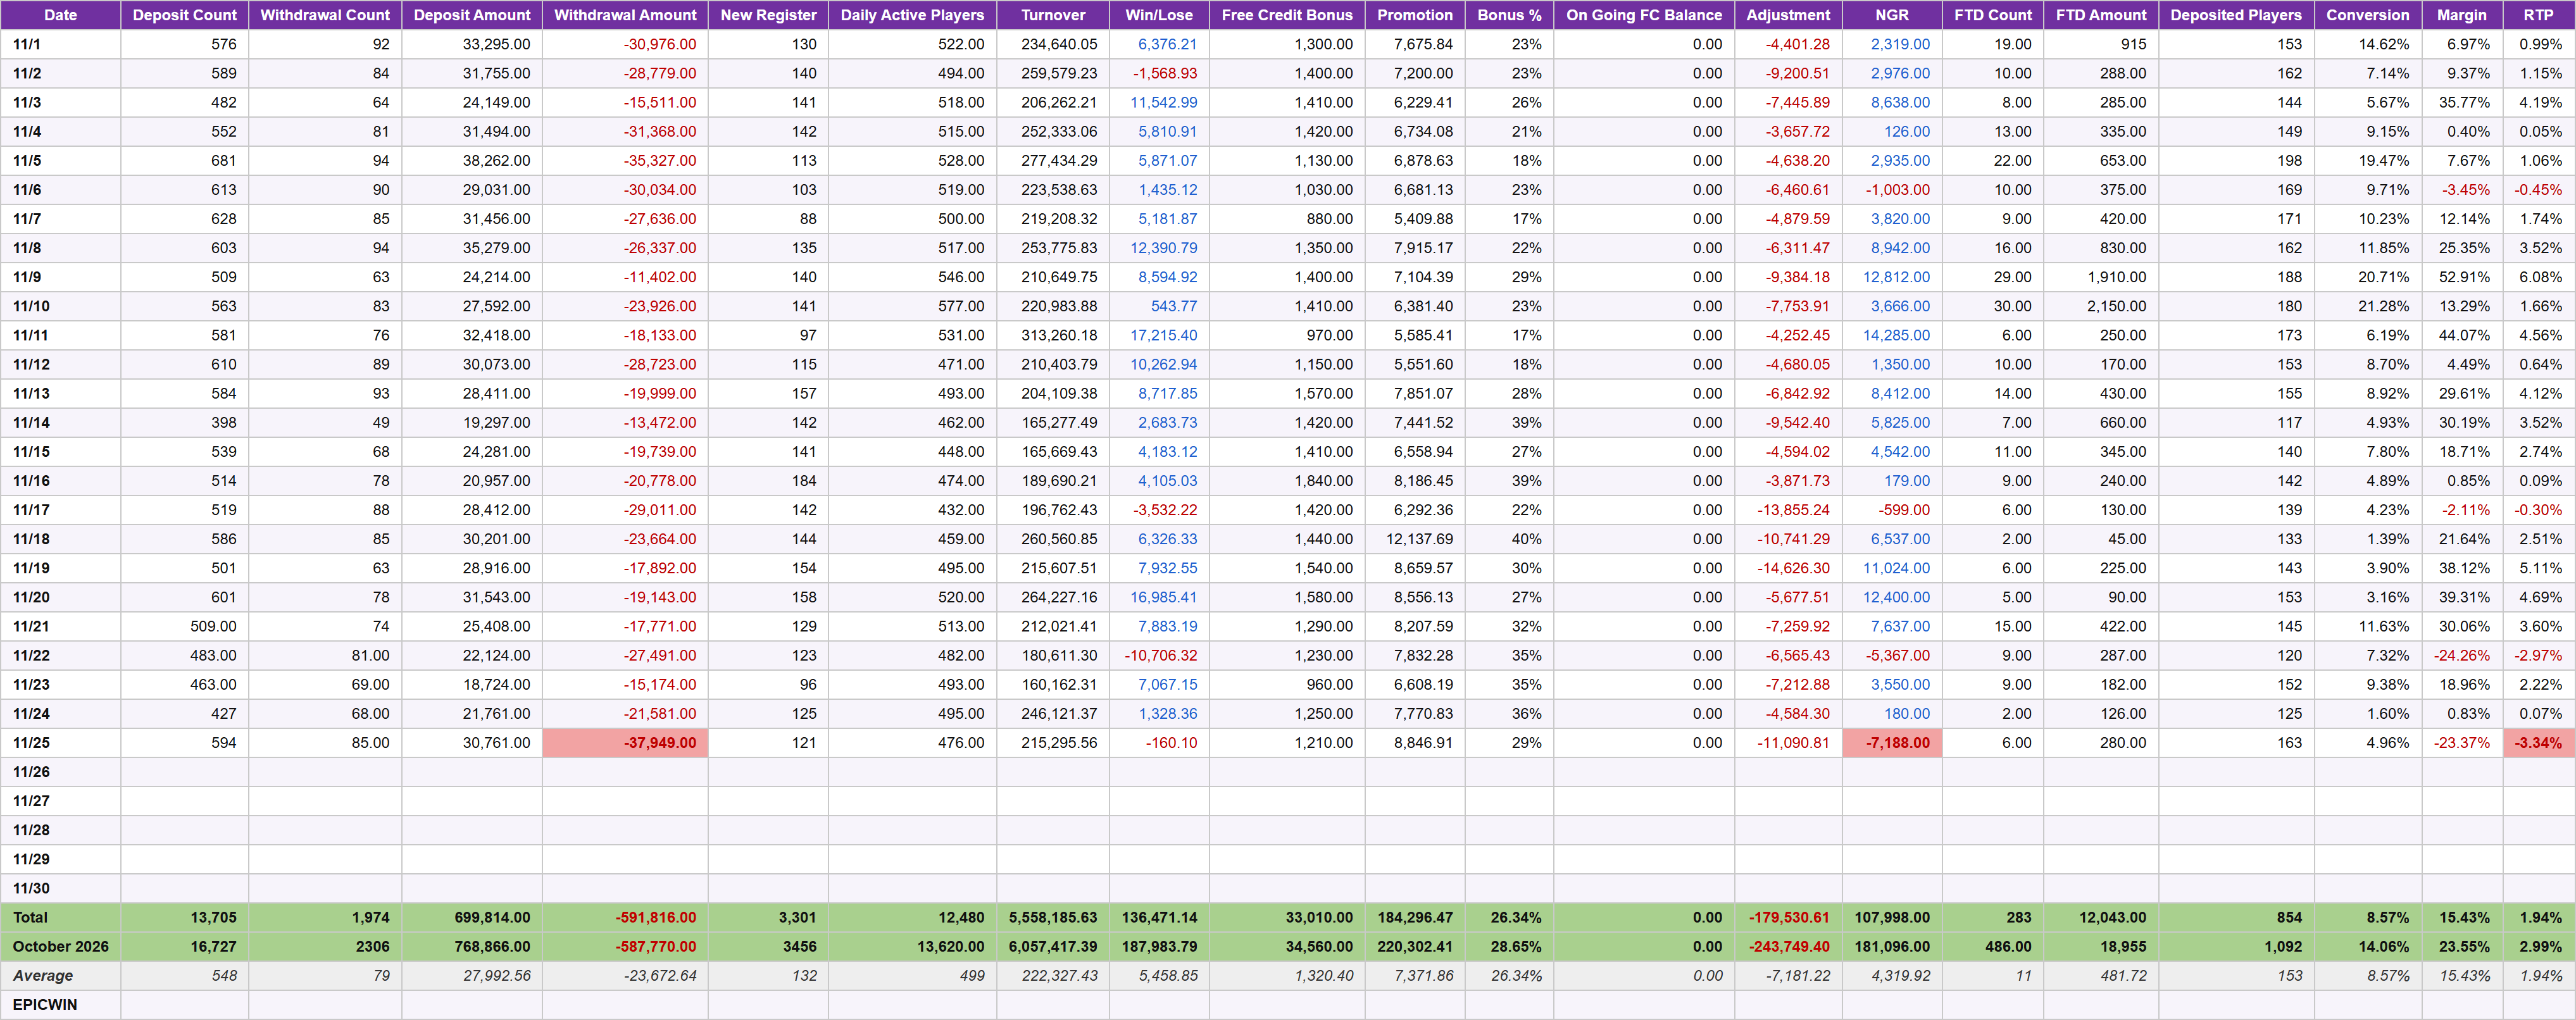 Date Deposit Count Withdrawal Count Deposit Amount Withdrawal Amount New Register Daily Active Players Turnover Win/Lose Free Credit Bonus Promotion Bonus % On Going FC Balance Adjustment NGR FTD Count FTD Amount Deposited Players Conversion Margin RTP
11/1 576 92 33,295.00 -30,976.00 130 522.00 234,640.05 6,376.21 1,300.00 7,675.84 23% 0.00 -4,401.28 2,319.00 19.00 915 153 14.62% 6.97% 0.99%
11/2 589 84 31,755.00 -28,779.00 140 494.00 259,579.23 -1,568.93 1,400.00 7,200.00 23% 0.00 -9,200.51 2,976.00 10.00 288.00 162 7.14% 9.37% 1.15%
11/3 482 64 24,149.00 -15,511.00 141 518.00 206,262.21 11,542.99 1,410.00 6,229.41 26% 0.00 -7,445.89 8,638.00 8.00 285.00 144 5.67% 35.77% 4.19%
11/4 552 81 31,494.00 -31,368.00 142 515.00 252,333.06 5,810.91 1,420.00 6,734.08 21% 0.00 -3,657.72 126.00 13.00 335.00 149 9.15% 0.40% 0.05%
11/5 681 94 38,262.00 -35,327.00 113 528.00 277,434.29 5,871.07 1,130.00 6,878.63 18% 0.00 -4,638.20 2,935.00 22.00 653.00 198 19.47% 7.67% 1.06%
11/6 613 90 29,031.00 -30,034.00 103 519.00 223,538.63 1,435.12 1,030.00 6,681.13 23% 0.00 -6,460.61 -1,003.00 10.00 375.00 169 9.71% -3.45% -0.45%
11/7 628 85 31,456.00 -27,636.00 88 500.00 219,208.32 5,181.87 880.00 5,409.88 17% 0.00 -4,879.59 3,820.00 9.00 420.00 171 10.23% 12.14% 1.74%
11/8 603 94 35,279.00 -26,337.00 135 517.00 253,775.83 12,390.79 1,350.00 7,915.17 22% 0.00 -6,311.47 8,942.00 16.00 830.00 162 11.85% 25.35% 3.52%
11/9 509 63 24,214.00 -11,402.00 140 546.00 210,649.75 8,594.92 1,400.00 7,104.39 29% 0.00 -9,384.18 12,812.00 29.00 1,910.00 188 20.71% 52.91% 6.08%
11/10 563 83 27,592.00 -23,926.00 141 577.00 220,983.88 543.77 1,410.00 6,381.40 23% 0.00 -7,753.91 3,666.00 30.00 2,150.00 180 21.28% 13.29% 1.66%
11/11 581 76 32,418.00 -18,133.00 97 531.00 313,260.18 17,215.40 970.00 5,585.41 17% 0.00 -4,252.45 14,285.00 6.00 250.00 173 6.19% 44.07% 4.56%
11/12 610 89 30,073.00 -28,723.00 115 471.00 210,403.79 10,262.94 1,150.00 5,551.60 18% 0.00 -4,680.05 1,350.00 10.00 170.00 153 8.70% 4.49% 0.64%
11/13 584 93 28,411.00 -19,999.00 157 493.00 204,109.38 8,717.85 1,570.00 7,851.07 28% 0.00 -6,842.92 8,412.00 14.00 430.00 155 8.92% 29.61% 4.12%
11/14 398 49 19,297.00 -13,472.00 142 462.00 165,277.49 2,683.73 1,420.00 7,441.52 39% 0.00 -9,542.40 5,825.00 7.00 660.00 117 4.93% 30.19% 3.52%
11/15 539 68 24,281.00 -19,739.00 141 448.00 165,669.43 4,183.12 1,410.00 6,558.94 27% 0.00 -4,594.02 4,542.00 11.00 345.00 140 7.80% 18.71% 2.74%
11/16 514 78 20,957.00 -20,778.00 184 474.00 189,690.21 4,105.03 1,840.00 8,186.45 39% 0.00 -3,871.73 179.00 9.00 240.00 142 4.89% 0.85% 0.09%
11/17 519 88 28,412.00 -29,011.00 142 432.00 196,762.43 -3,532.22 1,420.00 6,292.36 22% 0.00 -13,855.24 -599.00 6.00 130.00 139 4.23% -2.11% -0.30%
11/18 586 85 30,201.00 -23,664.00 144 459.00 260,560.85 6,326.33 1,440.00 12,137.69 40% 0.00 -10,741.29 6,537.00 2.00 45.00 133 1.39% 21.64% 2.51%
11/19 501 63 28,916.00 -17,892.00 154 495.00 215,607.51 7,932.55 1,540.00 8,659.57 30% 0.00 -14,626.30 11,024.00 6.00 225.00 143 3.90% 38.12% 5.11%
11/20 601 78 31,543.00 -19,143.00 158 520.00 264,227.16 16,985.41 1,580.00 8,556.13 27% 0.00 -5,677.51 12,400.00 5.00 90.00 153 3.16% 39.31% 4.69%
11/21 509.00 74 25,408.00 -17,771.00 129 513.00 212,021.41 7,883.19 1,290.00 8,207.59 32% 0.00 -7,259.92 7,637.00 15.00 422.00 145 11.63% 30.06% 3.60%
11/22 483.00 81.00 22,124.00 -27,491.00 123 482.00 180,611.30 -10,706.32 1,230.00 7,832.28 35% 0.00 -6,565.43 -5,367.00 9.00 287.00 120 7.32% -24.26% -2.97%
11/23 463.00 69.00 18,724.00 -15,174.00 96 493.00 160,162.31 7,067.15 960.00 6,608.19 35% 0.00 -7,212.88 3,550.00 9.00 182.00 152 9.38% 18.96% 2.22%
11/24 427 68.00 21,761.00 -21,581.00 125 495.00 246,121.37 1,328.36 1,250.00 7,770.83 36% 0.00 -4,584.30 180.00 2.00 126.00 125 1.60% 0.83% 0.07%
11/25 594 85.00 30,761.00 -37,949.00 121 476.00 215,295.56 -160.10 1,210.00 8,846.91 29% 0.00 -11,090.81 -7,188.00 6.00 280.00 163 4.96% -23.37% -3.34%
11/26
11/27
11/28
11/29
11/30
Total 13,705 1,974 699,814.00 -591,816.00 3,301 12,480 5,558,185.63 136,471.14 33,010.00 184,296.47 26.34% 0.00 -179,530.61 107,998.00 283 12,043.00 854 8.57% 15.43% 1.94%
October 2026 16,727 2306 768,866.00 -587,770.00 3456 13,620.00 6,057,417.39 187,983.79 34,560.00 220,302.41 28.65% 0.00 -243,749.40 181,096.00 486.00 18,955 1,092 14.06% 23.55% 2.99%
Average 548 79 27,992.56 -23,672.64 132 499 222,327.43 5,458.85 1,320.40 7,371.86 26.34% 0.00 -7,181.22 4,319.92 11 481.72 153 8.57% 15.43% 1.94%
EPICWIN